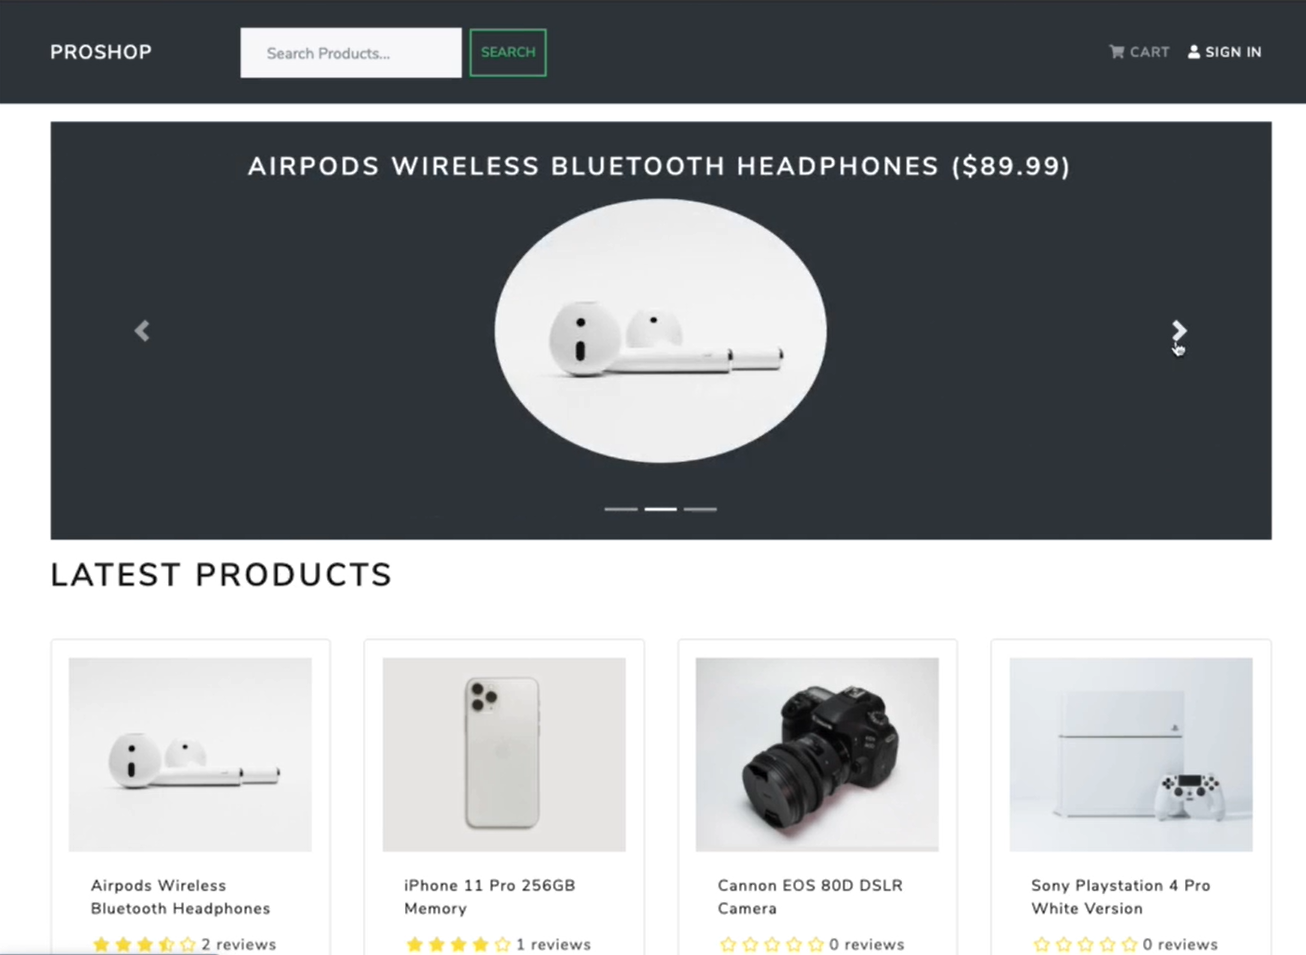 PROSHOP
Search Products...
SEARCH
CART
SIGN IN
AIRPODS WIRELESS BLUETOOTH HEADPHONES ($89.99)
LATEST PRODUCTS
Airpods Wireless
Bluetooth Headphones
2 reviews
iPhone 11 Pro 256GB
Memory
1 reviews
Cannon EOS 80D DSLR
Camera
0 reviews
Sony Playstation 4 Pro
White Version
0 reviews